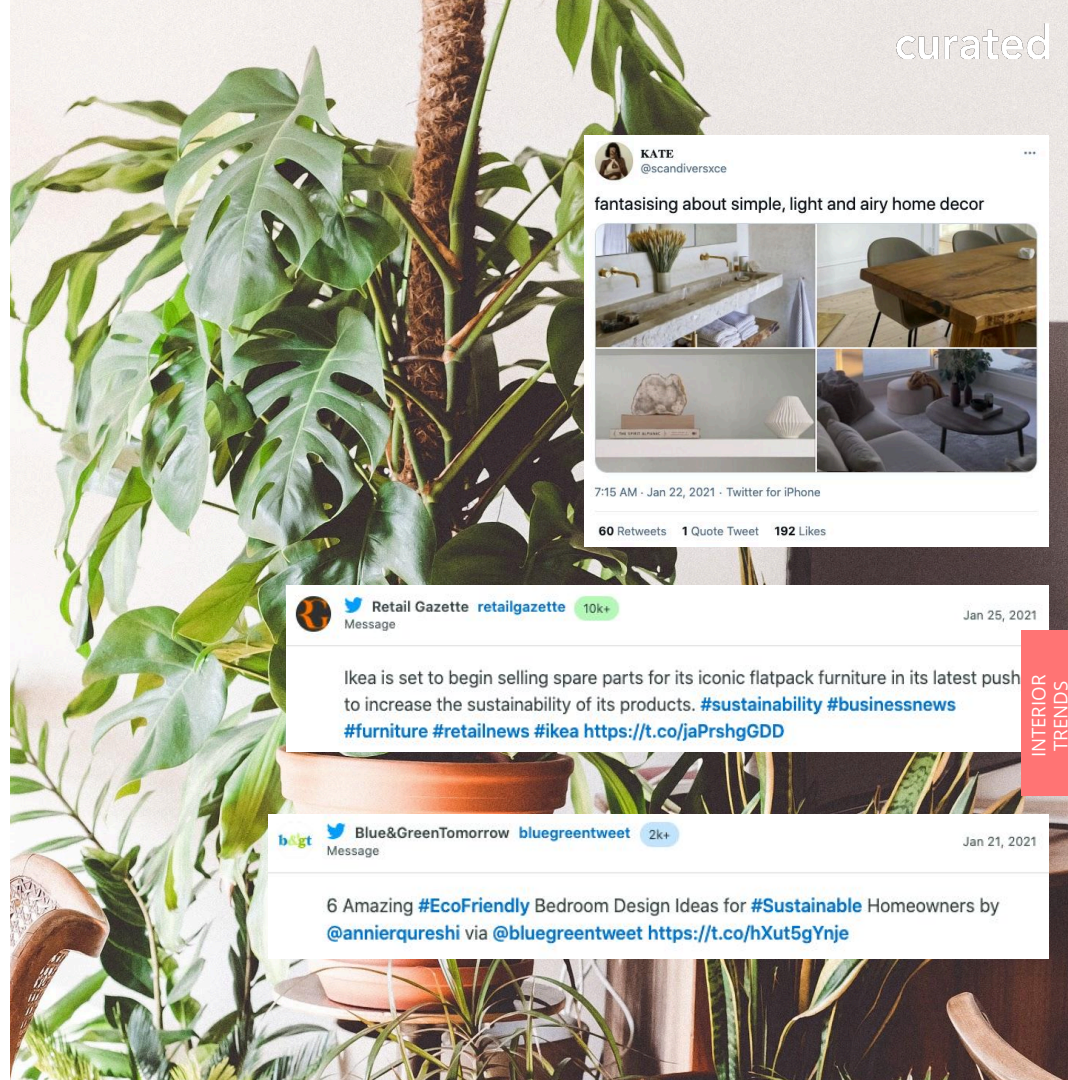 curated
KATE
@scandiversxce
fantasising about simple, light and airy home decor
THE SPIRIT ALMANAC
7:15 AM · Jan 22, 2021 · Twitter for iPhone
60 Retweets 1 Quote Tweet 192 Likes
Retail Gazette retailgazette 10k+
Jan 25, 2021
Message
Ikea is set to begin selling spare parts for its iconic flatpack furniture in its latest push
to increase the sustainability of its products. #sustainability #businessnews
#furniture #retailnews #ikea https://t.co/jaPrshgGDD
INTERIOR
TRENDS
b&gt
Blue&GreenTomorrow bluegreentweet 2k+
Jan 21, 2021
Message
6 Amazing #EcoFriendly Bedroom Design Ideas for #Sustainable Homeowners by
@annierqureshi via @bluegreentweet https://t.co/hXut5gYnje